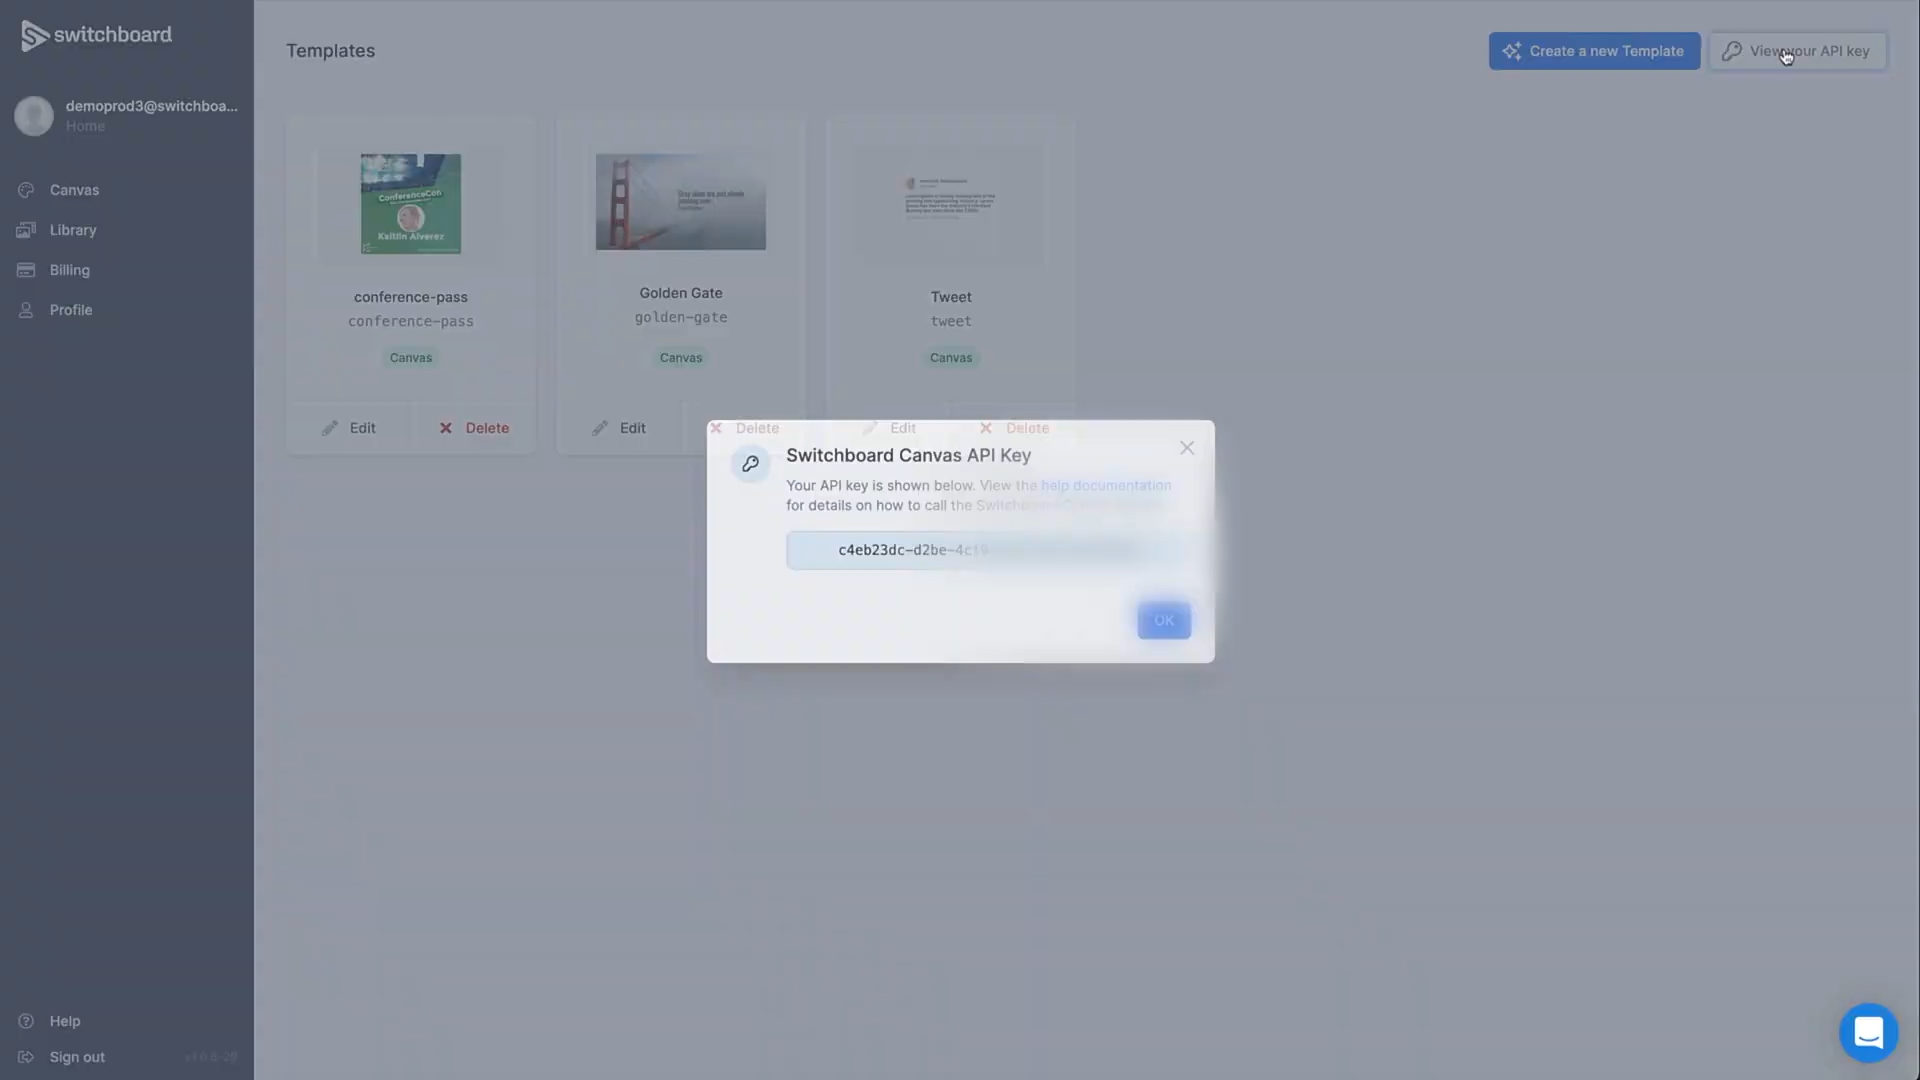 switchboard
Templates
Create a new Template
View your API key
demoprod3@switchboa...
Home
Canvas
Library
Billing
Profile
ConferenceCon
Kaitlin Alverez
conference-pass
conference-pass
Canvas
Edit
Delete
Golden Gate
golden-gate
Canvas
Edit
Delete
Tweet
tweet
Canvas
Edit
Delete
Switchboard Canvas API Key
Your API key is shown below. View the help documentation
for details on how to call the
c4eb23dc-d2be-4c
OK
Help
Sign out